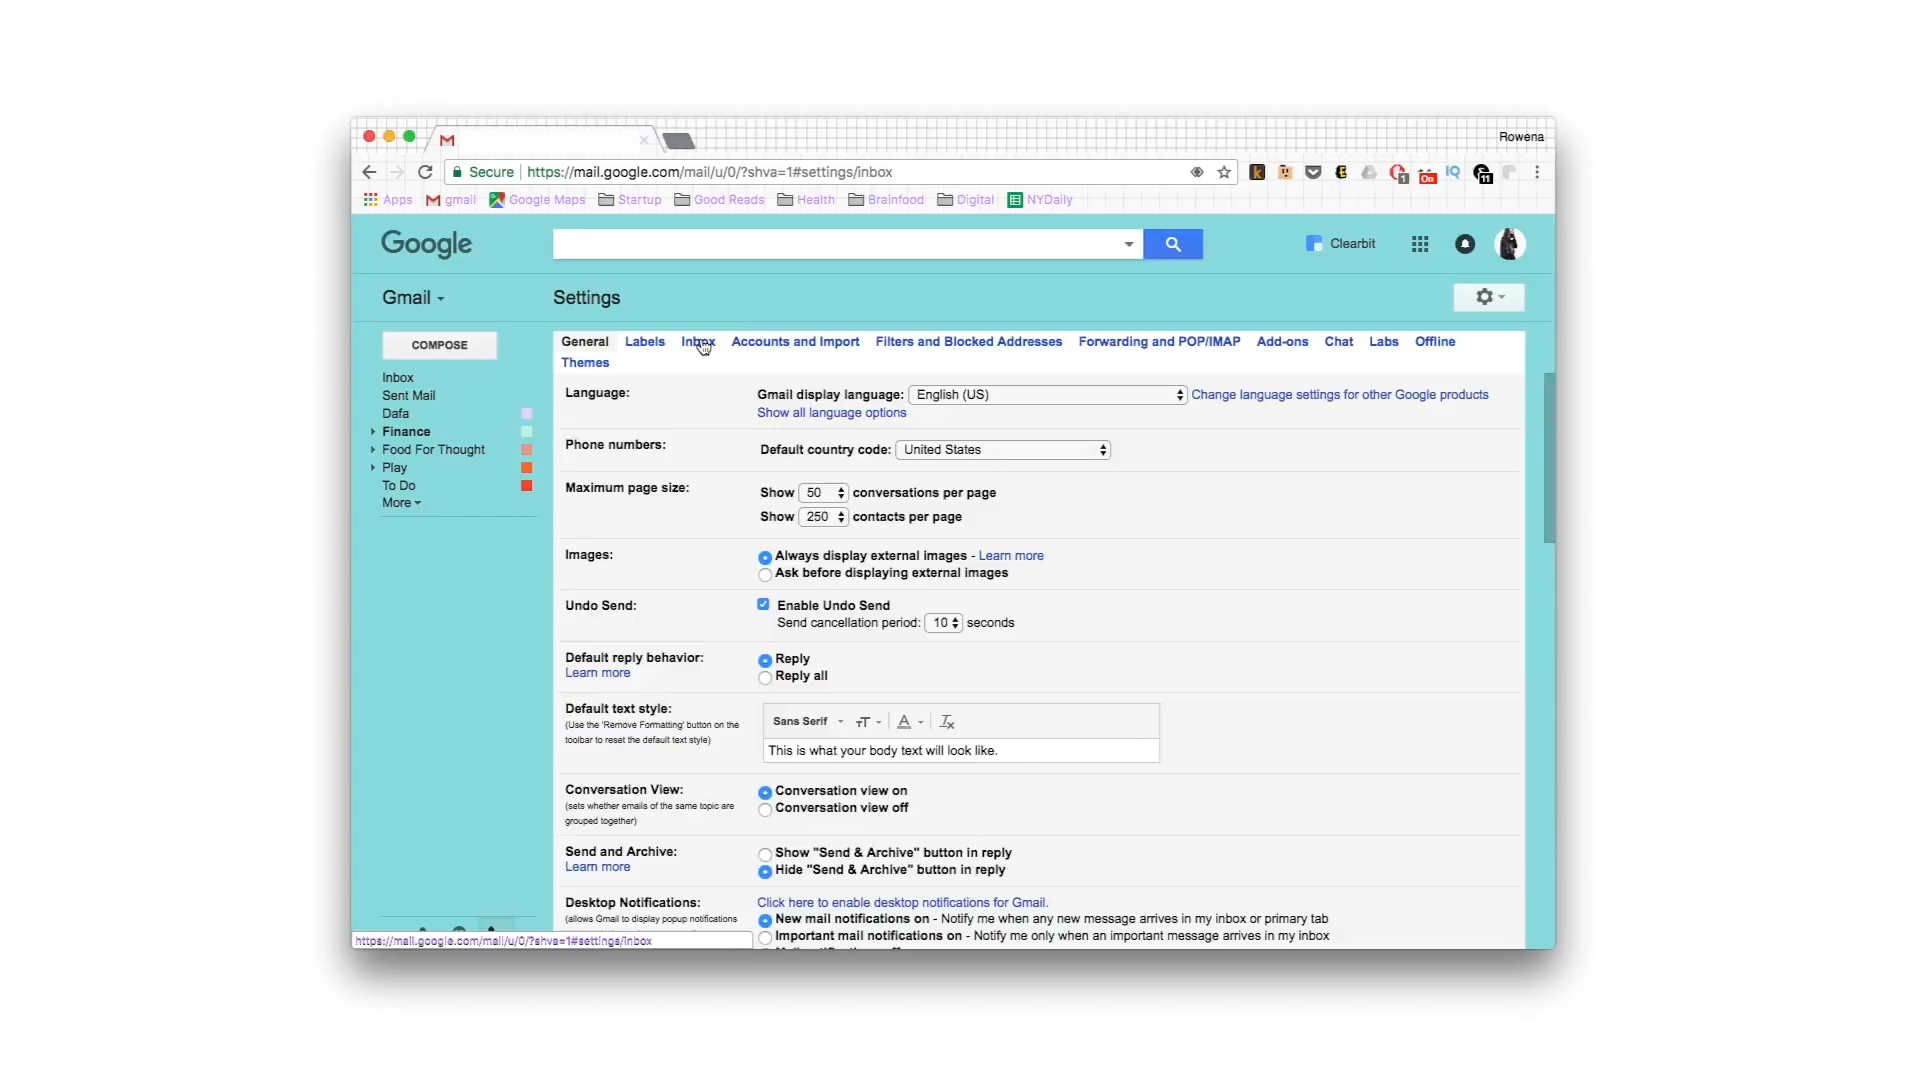 Rowena
Secure https://mail.google.com/mail/u/0/?shva=1#settings/inbox
1 On IQ 11
Apps gmail Google Maps Startup Good Reads Health Brainfood Digital NYDaily
Google Clearbit
Gmail Settings
COMPOSE
Inbox
Sent Mail
Dafa
Finance
Food For Thought
Play
To Do
More
General Labels Inbox Accounts and Import Filters and Blocked Addresses Forwarding and POP/IMAP Add-ons Chat Labs Offline
Themes
Language: Gmail display language: English (US) Change language settings for other Google products
Show all language options
Phone numbers: Default country code: United States
Maximum page size: Show 50 conversations per page
Show 250 contacts per page
Images: Always display external images - Learn more
Ask before displaying external images
Undo Send: Enable Undo Send
Send cancellation period: 10 seconds
Default reply behavior: Reply
Learn more Reply all
Default text style:
(Use the 'Remove Formatting' button on the
toolbar to reset the default text style)
Sans Serif
This is what your body text will look like.
Conversation View: Conversation view on
(sets whether emails of the same topic are
grouped together)
Conversation view off
Send and Archive: Show "Send & Archive" button in reply
Learn more Hide "Send & Archive" button in reply
Desktop Notifications: Click here to enable desktop notifications for Gmail.
(allows Gmail to display popup notifications
New mail notifications on - Notify me when any new message arrives in my inbox or primary tab
Important mail notifications on - Notify me only when an important message arrives in my inbox
https://mail.google.com/mail/u/0/?shva=1#settings/inbox